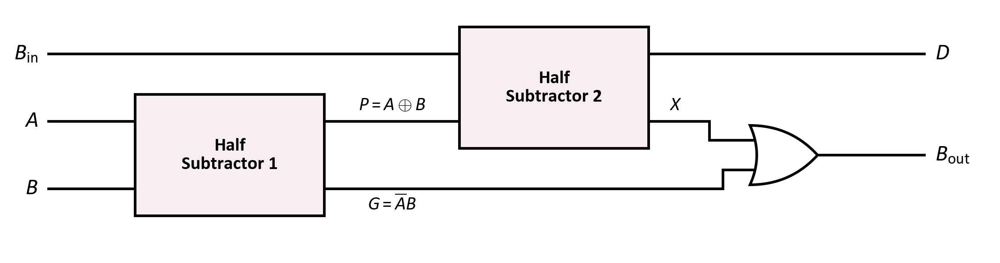 B_in
D
Half
Subtractor 2
P = A ⊕ B
X
A
Half
Subtractor 1
B_out
B
G = A̅B